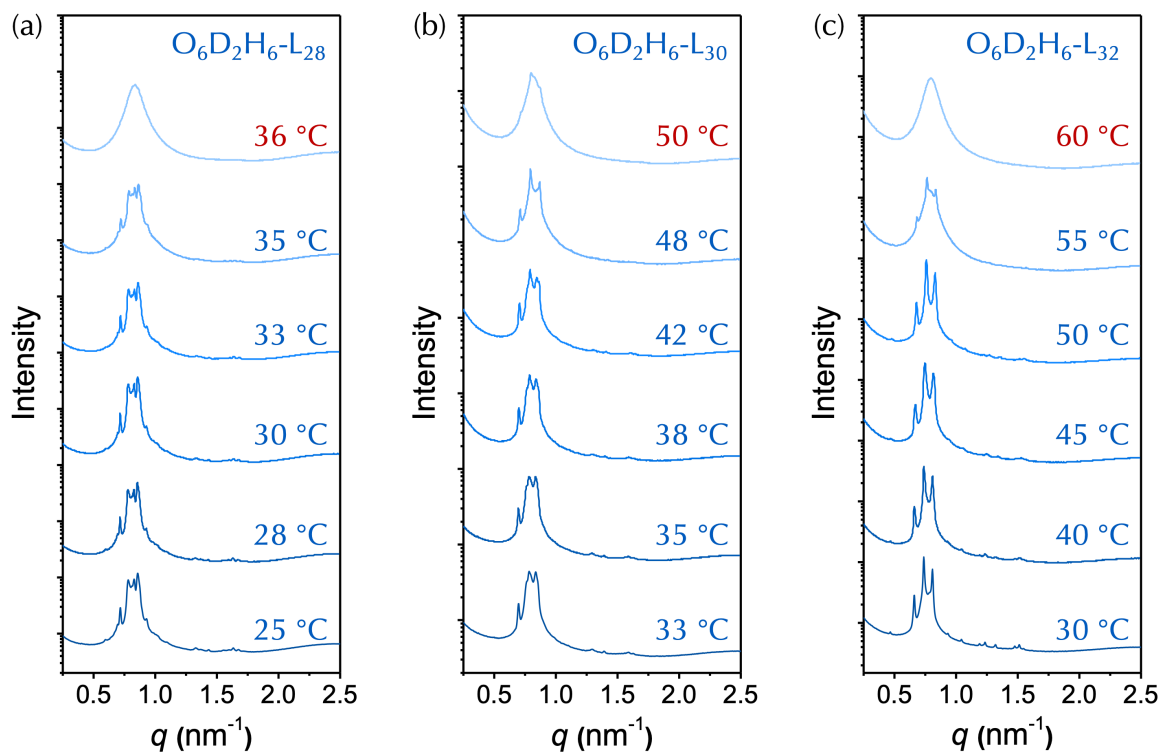 (a)
O₆D₂H₆-L₂₈
36 °C
35 °C
33 °C
30 °C
28 °C
25 °C
Intensity
0.5 1.0 1.5 2.0 2.5
q (nm⁻¹)
(b)
O₆D₂H₆-L₃₀
50 °C
48 °C
42 °C
38 °C
35 °C
33 °C
Intensity
0.5 1.0 1.5 2.0 2.5
q (nm⁻¹)
(c)
O₆D₂H₆-L₃₂
60 °C
55 °C
50 °C
45 °C
40 °C
30 °C
Intensity
0.5 1.0 1.5 2.0 2.5
q (nm⁻¹)